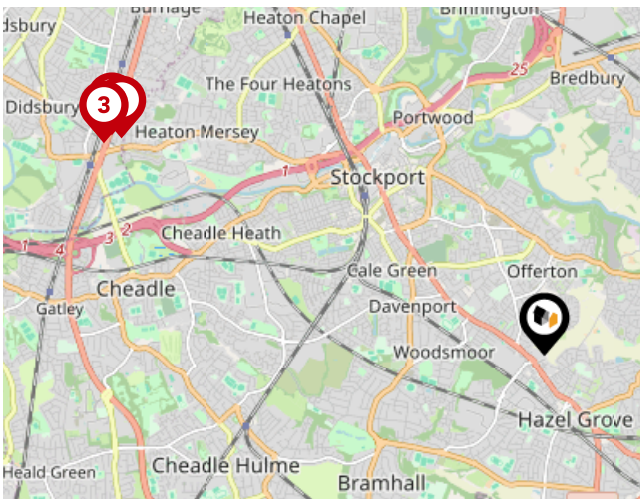 Burnage
Heaton Chapel
Brinnington
dsbury
25
Bredbury
The Four Heatons
Didsbury
3
Portwood
Heaton Mersey
1
Stockport
2
3
Cheadle Heath
1
4
Cale Green
Offerton
Cheadle
Gatley
Davenport
Woodsmoor
Hazel Grove
Cheadle Hulme
Heald Green
Bramhall